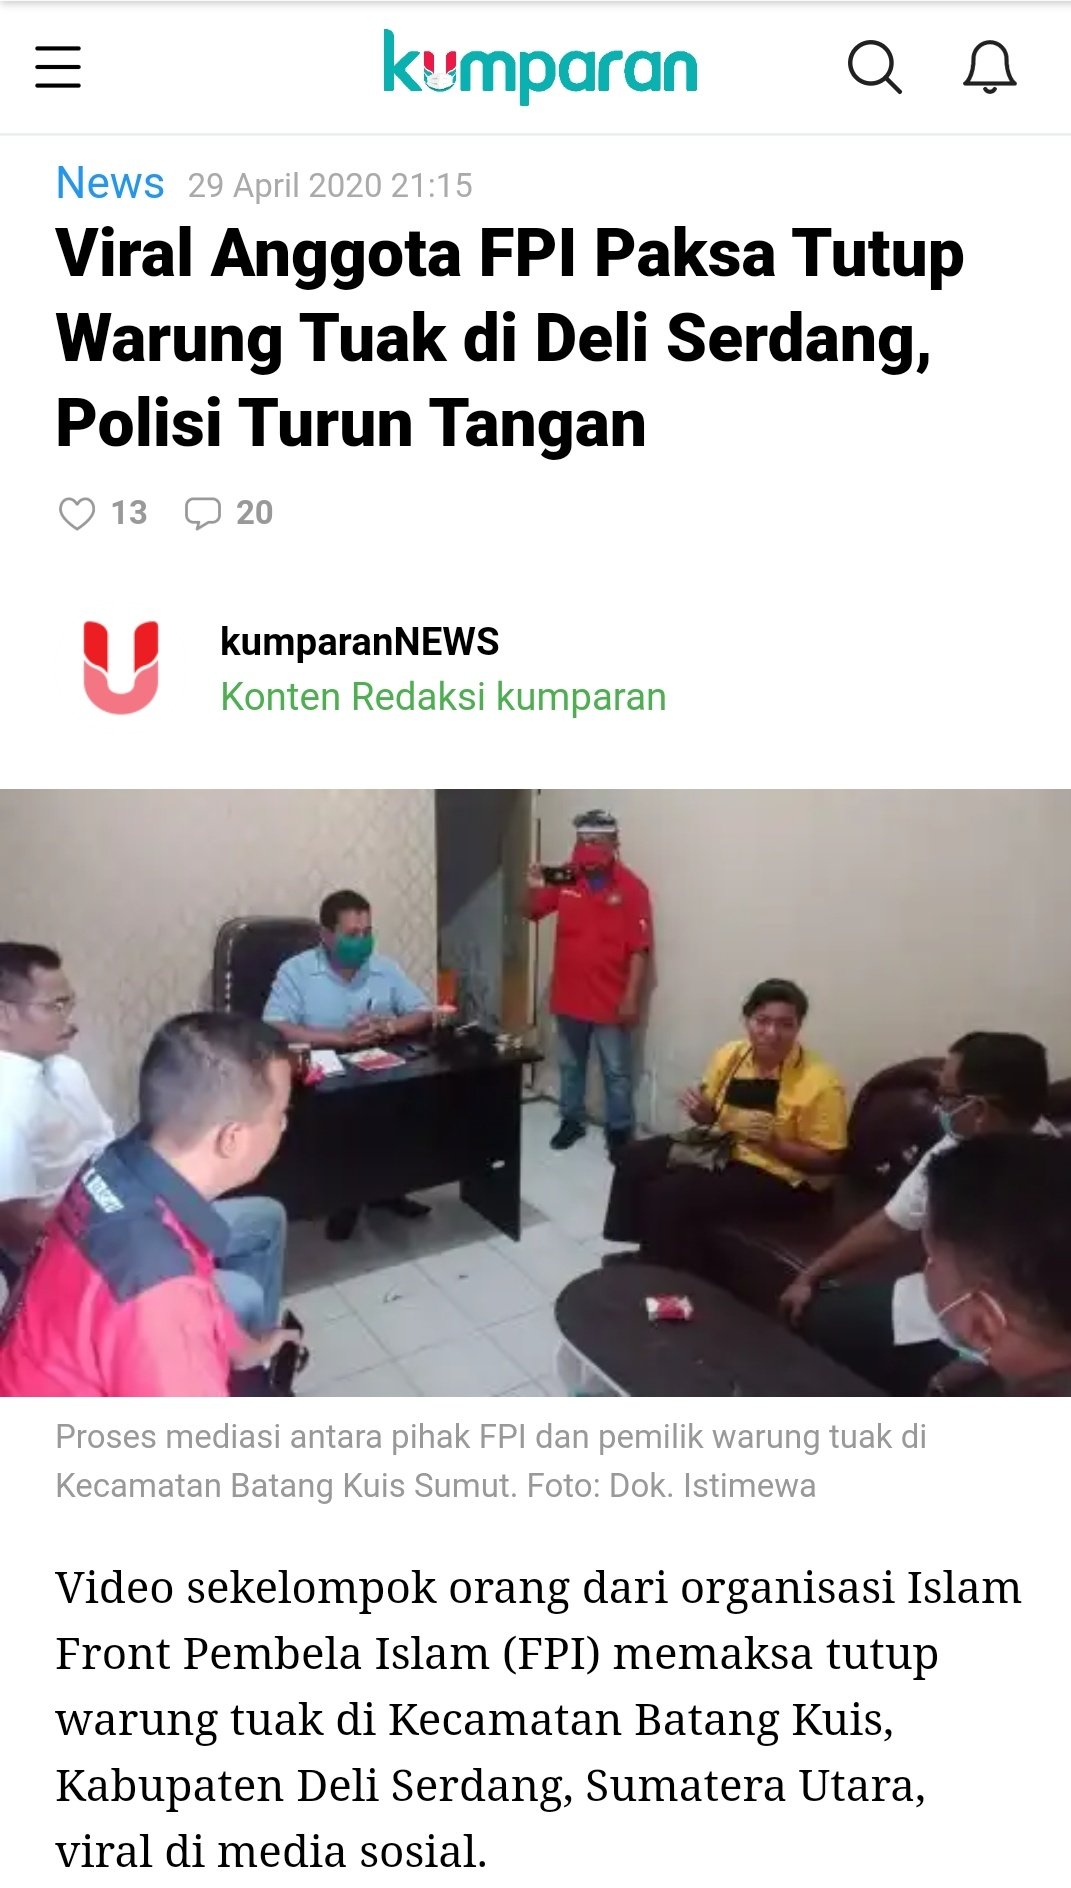 kumparan
News 29 April 2020 21:15
Viral Anggota FPI Paksa Tutup
Warung Tuak di Deli Serdang,
Polisi Turun Tangan
13 20
kumparanNEWS
Konten Redaksi kumparan
Proses mediasi antara pihak FPI dan pemilik warung tuak di
Kecamatan Batang Kuis Sumut. Foto: Dok. Istimewa
Video sekelompok orang dari organisasi Islam
Front Pembela Islam (FPI) memaksa tutup
warung tuak di Kecamatan Batang Kuis,
Kabupaten Deli Serdang, Sumatera Utara,
viral di media sosial.